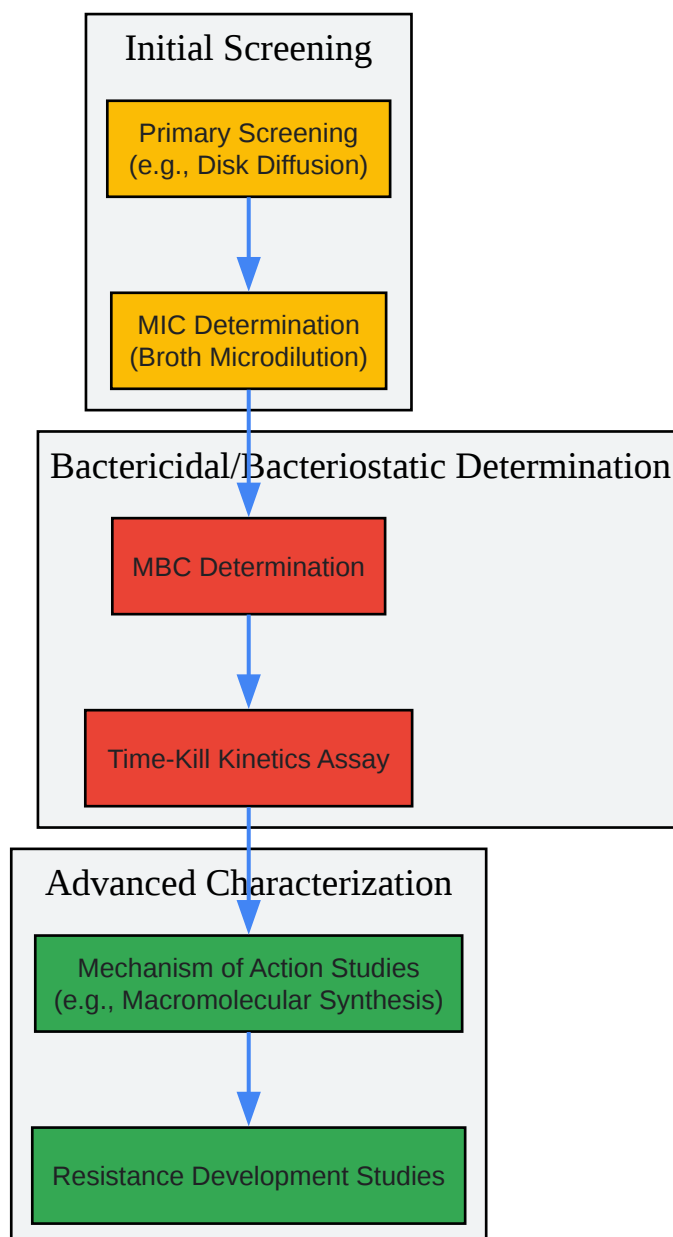 Initial Screening
Primary Screening
(e.g., Disk Diffusion)
MIC Determination
(Broth Microdilution)
Bactericidal/Bacteriostatic Determination
MBC Determination
Time-Kill Kinetics Assay
Advanced Characterization
Mechanism of Action Studies
(e.g., Macromolecular Synthesis)
Resistance Development Studies